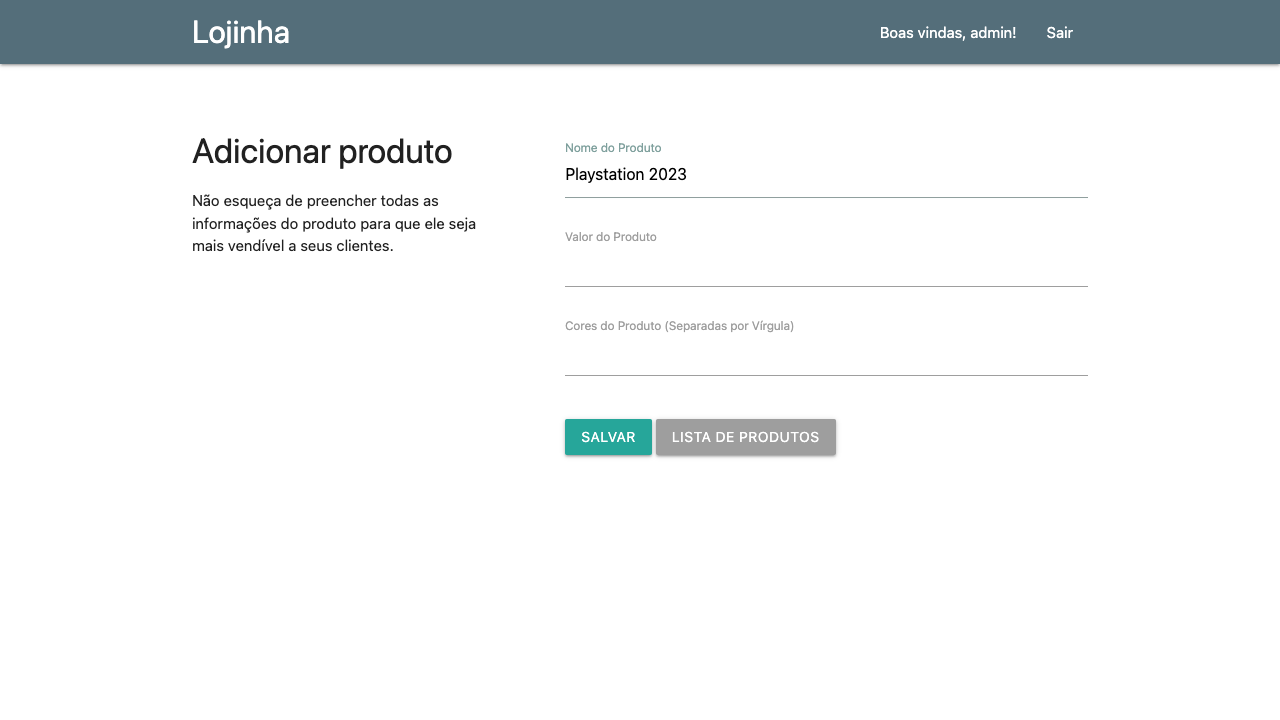 Lojinha
Boas vindas, admin!
Sair
Adicionar produto
Não esqueça de preencher todas as
informações do produto para que ele seja
mais vendível a seus clientes.
Nome do Produto
Playstation 2023
Valor do Produto
Cores do Produto (Separadas por Vírgula)
SALVAR
LISTA DE PRODUTOS